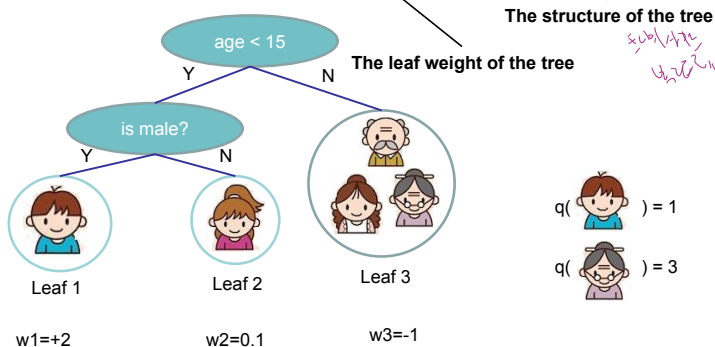 The structure of the tree
age < 15
The leaf weight of the tree
Y
N
is male?
Y
N
q( ) = 1
q( ) = 3
Leaf 1
Leaf 2
Leaf 3
w1=+2
w2=0.1
w3=-1